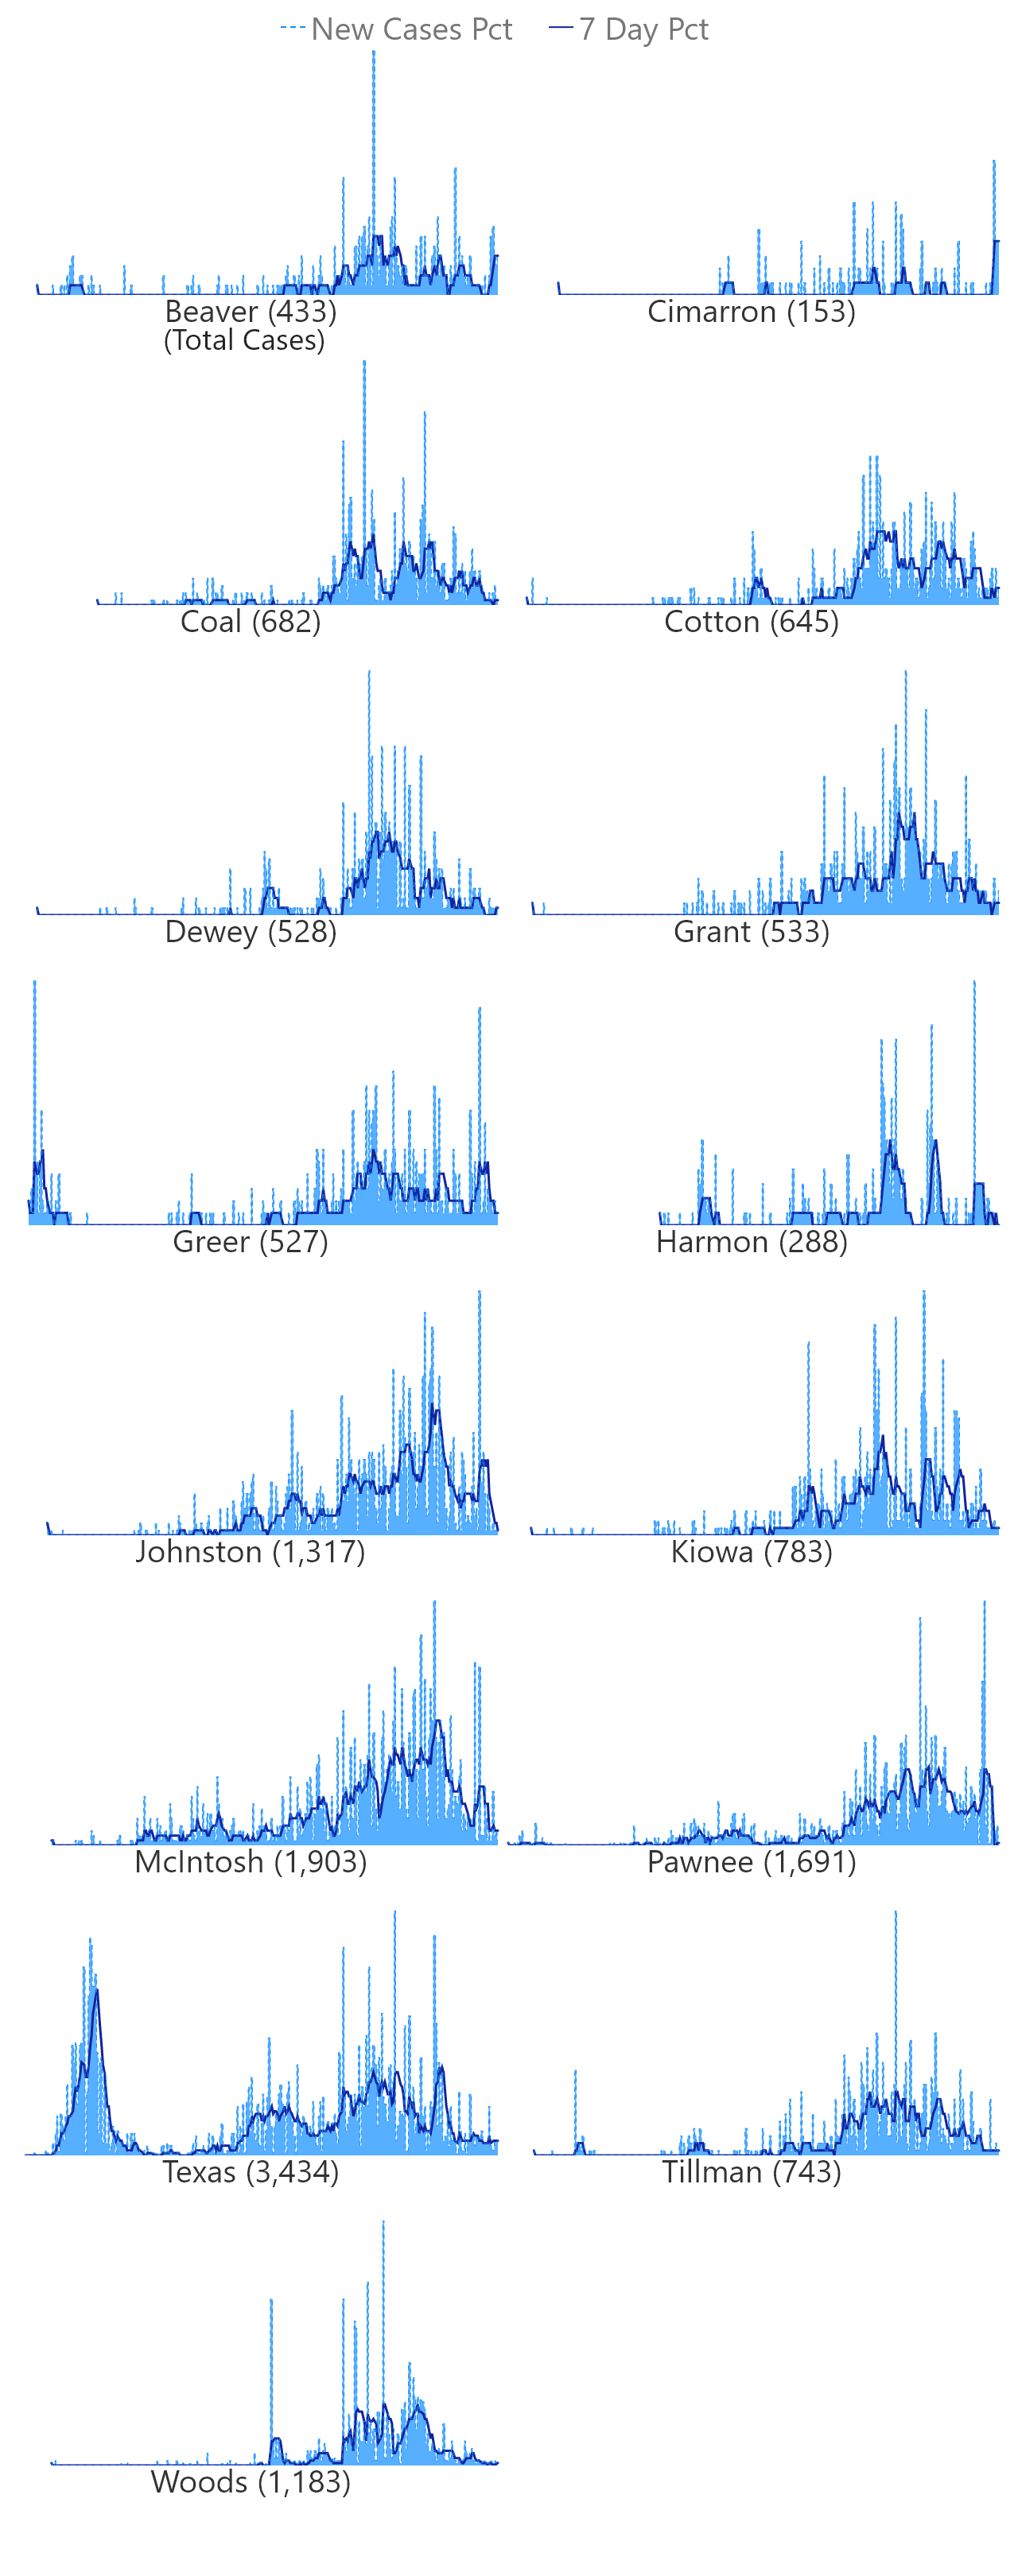 New Cases Pct 7 Day Pct
Beaver (433) Cimarron (153)
(Total Cases)
Coal (682) Cotton (645)
Dewey (528) Grant (533)
Greer (527) Harmon (288)
Johnston (1,317) Kiowa (783)
McIntosh (1,903) Pawnee (1,691)
Texas (3,434) Tillman (743)
Woods (1,183)